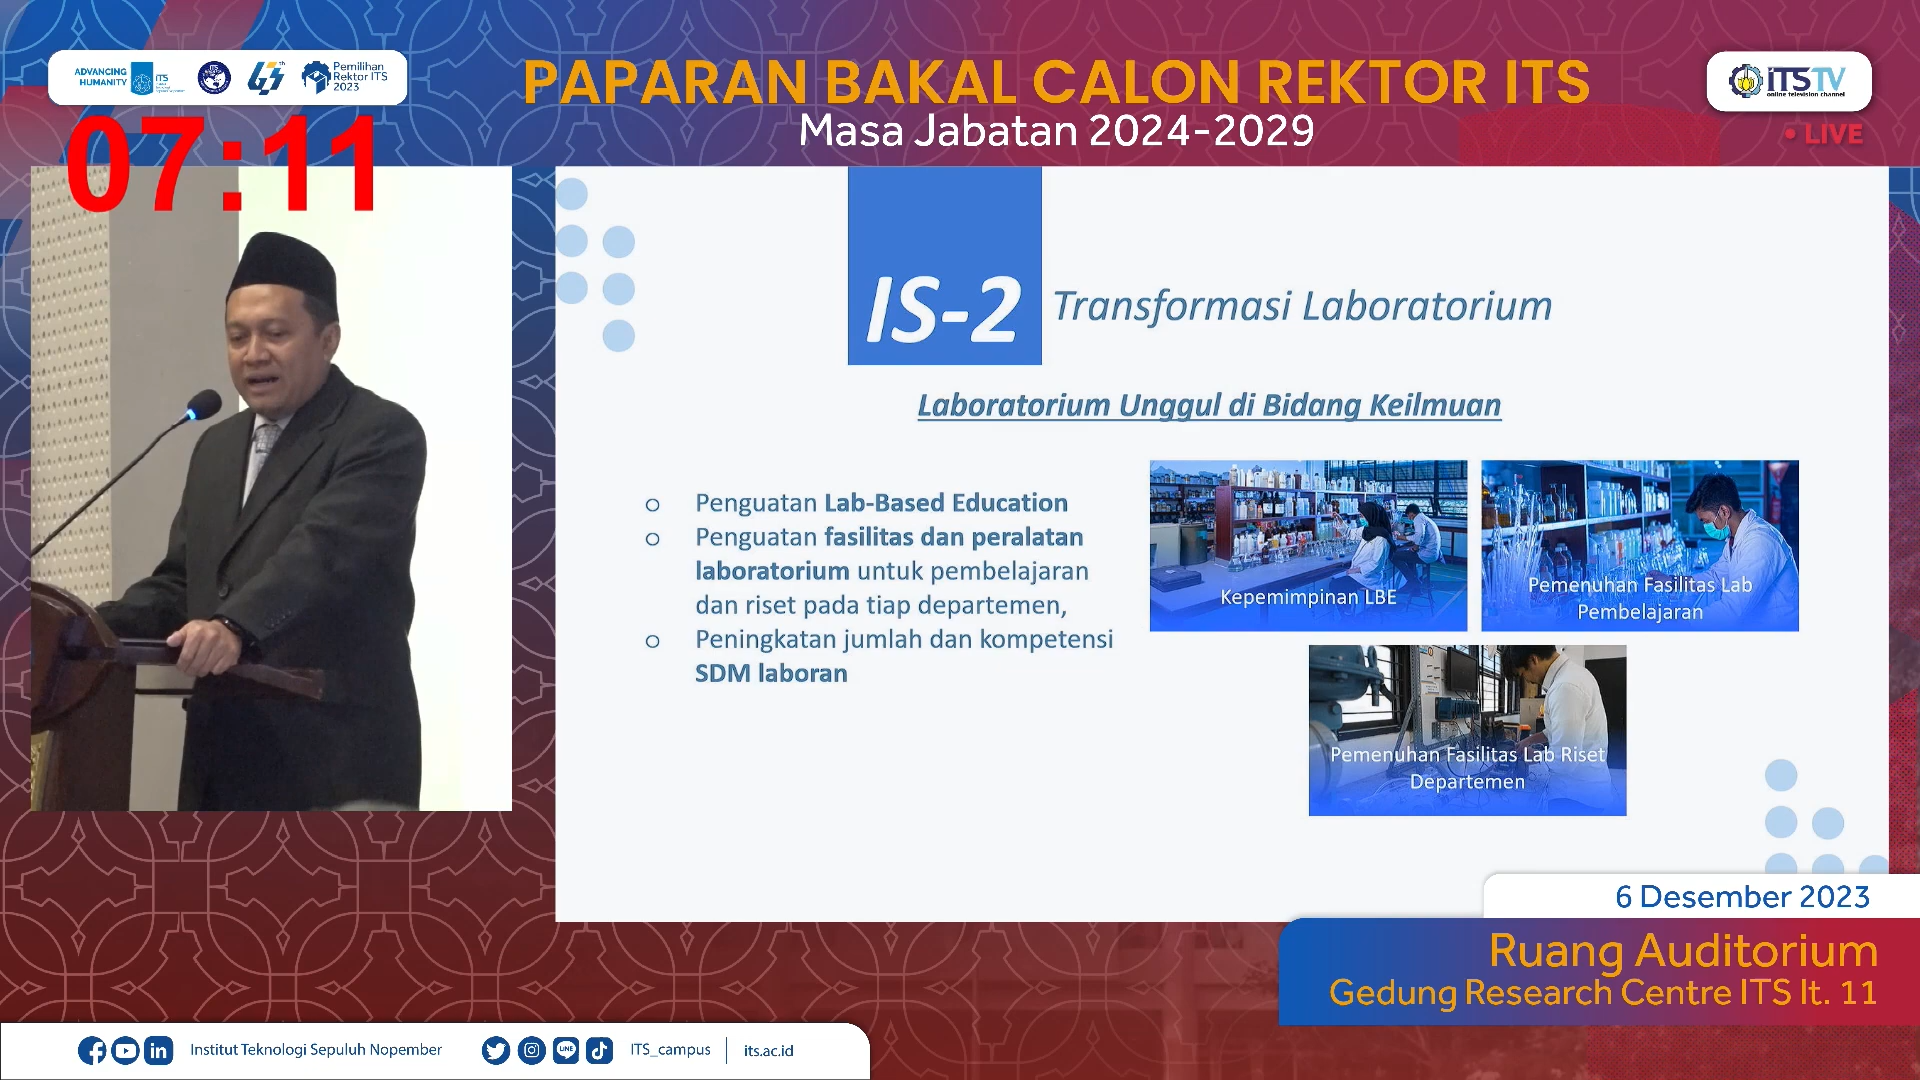 ADVANCING
HUMANITY
ITS
Pemilihan
Rektor ITS
2023
PAPARAN BAKAL CALON REKTOR ITS
Masa Jabatan 2024-2029
iTSTV
online television channel
• LIVE
07:11
IS-2
Transformasi Laboratorium
Laboratorium Unggul di Bidang Keilmuan
o Penguatan Lab-Based Education
o Penguatan fasilitas dan peralatan
laboratorium untuk pembelajaran
dan riset pada tiap departemen,
o Peningkatan jumlah dan kompetensi
SDM laboran
Kepemimpinan LBE
Pemenuhan Fasilitas Lab
Pembelajaran
Pemenuhan Fasilitas Lab Riset
Departemen
6 Desember 2023
Ruang Auditorium
Gedung Research Centre ITS lt. 11
Institut Teknologi Sepuluh Nopember
LINE
ITS_campus
its.ac.id